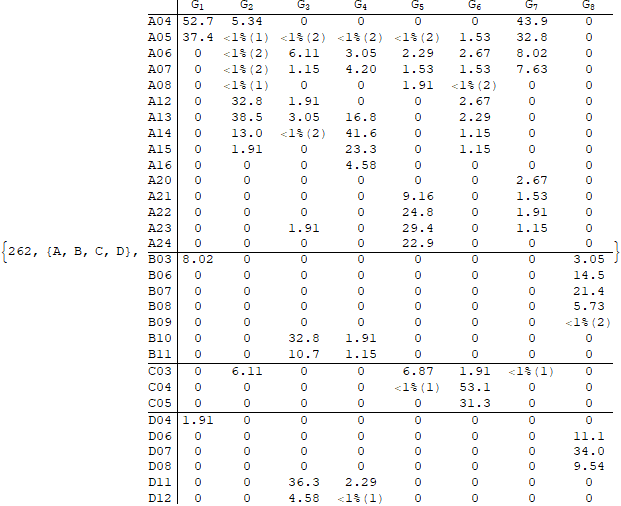 G1 G2 G3 G4 G5 G6 G7 G8
A04 52.7 5.34 0 0 0 0 43.9 0
A05 37.4 <1%(1) <1%(2) <1%(2) <1%(2) 1.53 32.8 0
A06 0 <1%(2) 6.11 3.05 2.29 2.67 8.02 0
A07 0 <1%(2) 1.15 4.20 1.53 1.53 7.63 0
A08 0 <1%(1) 0 0 1.91 <1%(2) 0 0
A12 0 32.8 1.91 0 0 2.67 0 0
A13 0 38.5 3.05 16.8 0 2.29 0 0
A14 0 13.0 <1%(2) 41.6 0 1.15 0 0
A15 0 1.91 0 23.3 0 1.15 0 0
A16 0 0 0 4.58 0 0 0 0
A20 0 0 0 0 0 0 2.67 0
A21 0 0 0 0 9.16 0 1.53 0
A22 0 0 0 0 24.8 0 1.91 0
A23 0 0 1.91 0 29.4 0 1.15 0
A24 0 0 0 0 22.9 0 0 0
{262, {A, B, C, D}, }
B03 8.02 0 0 0 0 0 0 3.05
B06 0 0 0 0 0 0 0 14.5
B07 0 0 0 0 0 0 0 21.4
B08 0 0 0 0 0 0 0 5.73
B09 0 0 0 0 0 0 0 <1%(2)
B10 0 0 32.8 1.91 0 0 0 0
B11 0 0 10.7 1.15 0 0 0 0
C03 0 6.11 0 0 6.87 1.91 <1%(1) 0
C04 0 0 0 0 <1%(1) 53.1 0 0
C05 0 0 0 0 0 31.3 0 0
D04 1.91 0 0 0 0 0 0 0
D06 0 0 0 0 0 0 0 11.1
D07 0 0 0 0 0 0 0 34.0
D08 0 0 0 0 0 0 0 9.54
D11 0 0 36.3 2.29 0 0 0 0
D12 0 0 4.58 <1%(1) 0 0 0 0